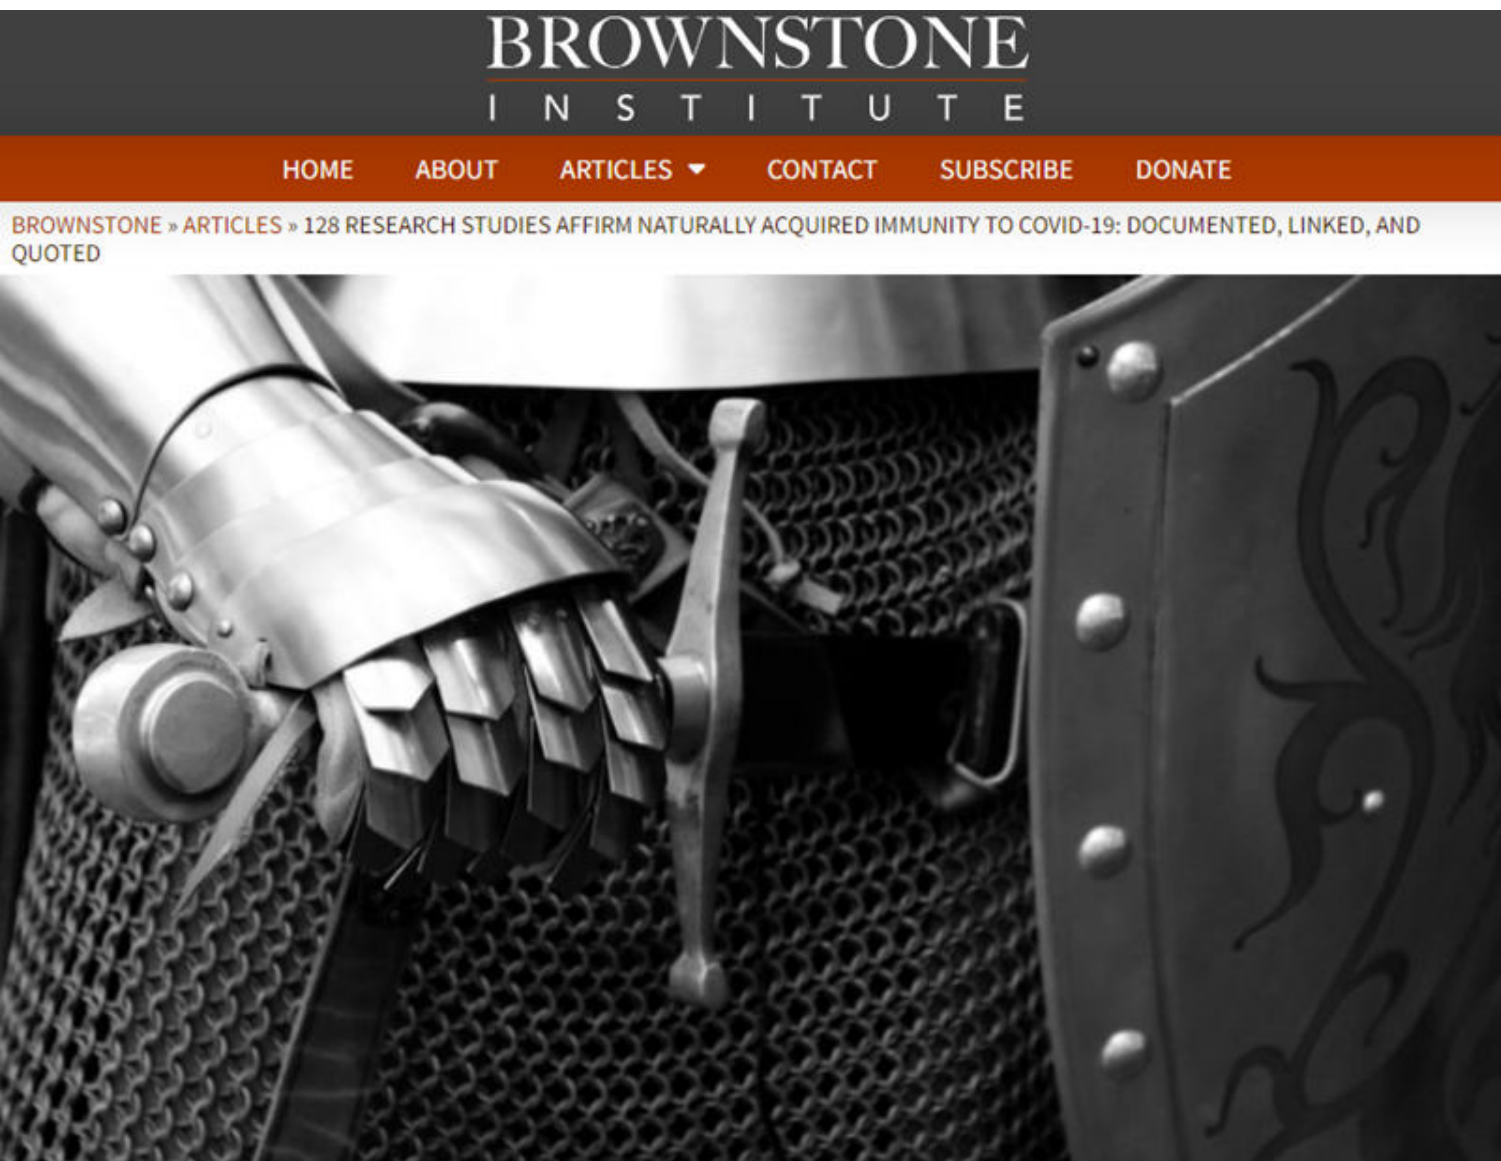 BROWNSTONE
INSTITUTE
HOME ABOUT ARTICLES CONTACT SUBSCRIBE DONATE
BROWNSTONE » ARTICLES » 128 RESEARCH STUDIES AFFIRM NATURALLY ACQUIRED IMMUNITY TO COVID-19: DOCUMENTED, LINKED, AND
QUOTED